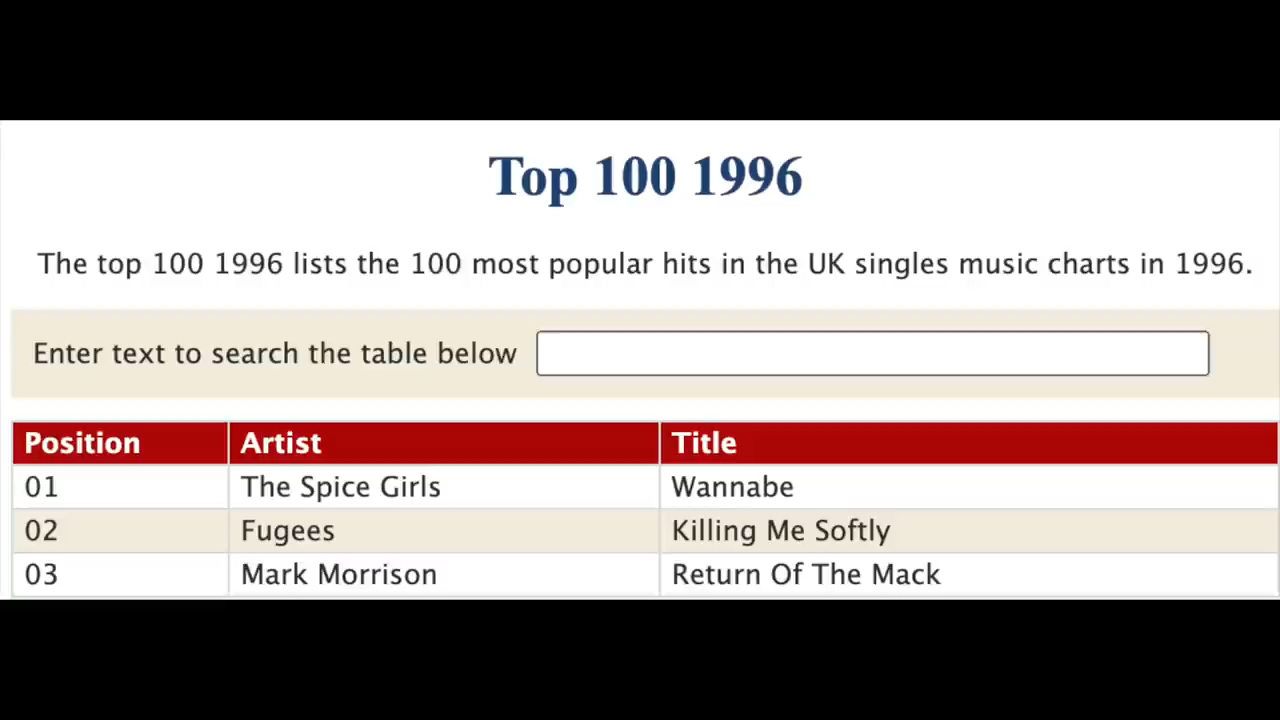 Top 100 1996
The top 100 1996 lists the 100 most popular hits in the UK singles music charts in 1996.
Enter text to search the table below
Position Artist Title
01 The Spice Girls Wannabe
02 Fugees Killing Me Softly
03 Mark Morrison Return Of The Mack